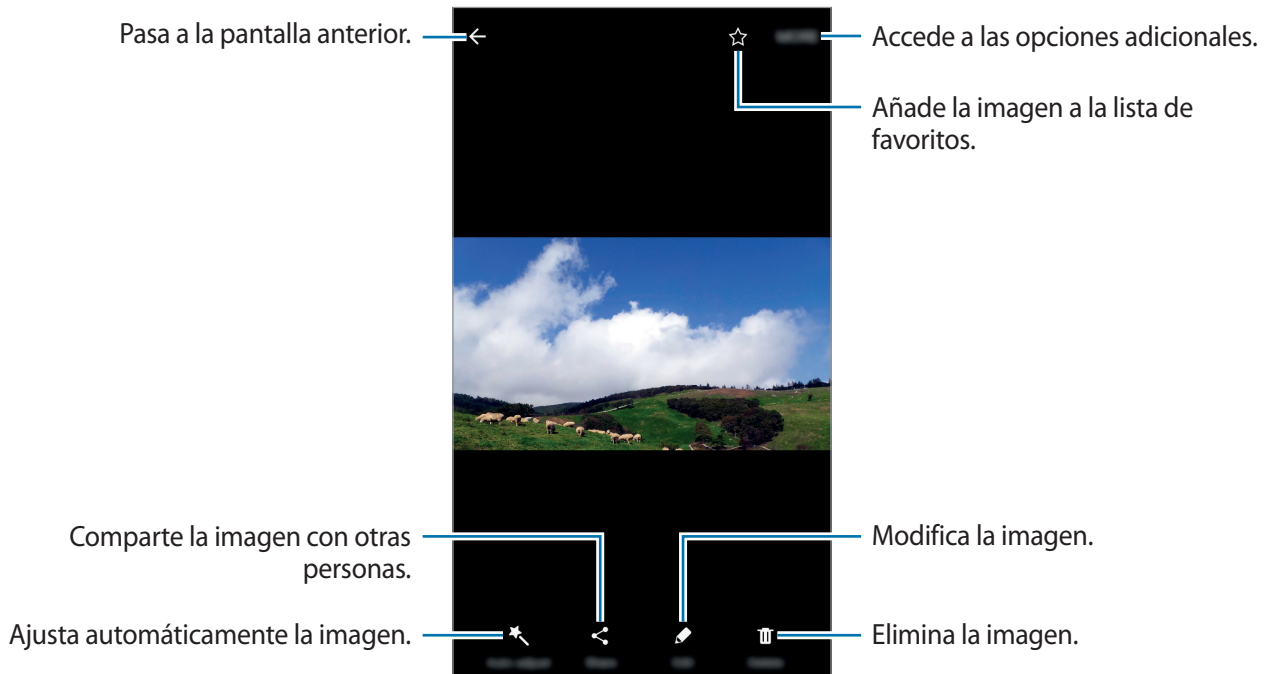 Pasa a la pantalla anterior.
Accede a las opciones adicionales.
Añade la imagen a la lista de
favoritos.
Comparte la imagen con otras
personas.
Modifica la imagen.
Ajusta automáticamente la imagen.
Elimina la imagen.